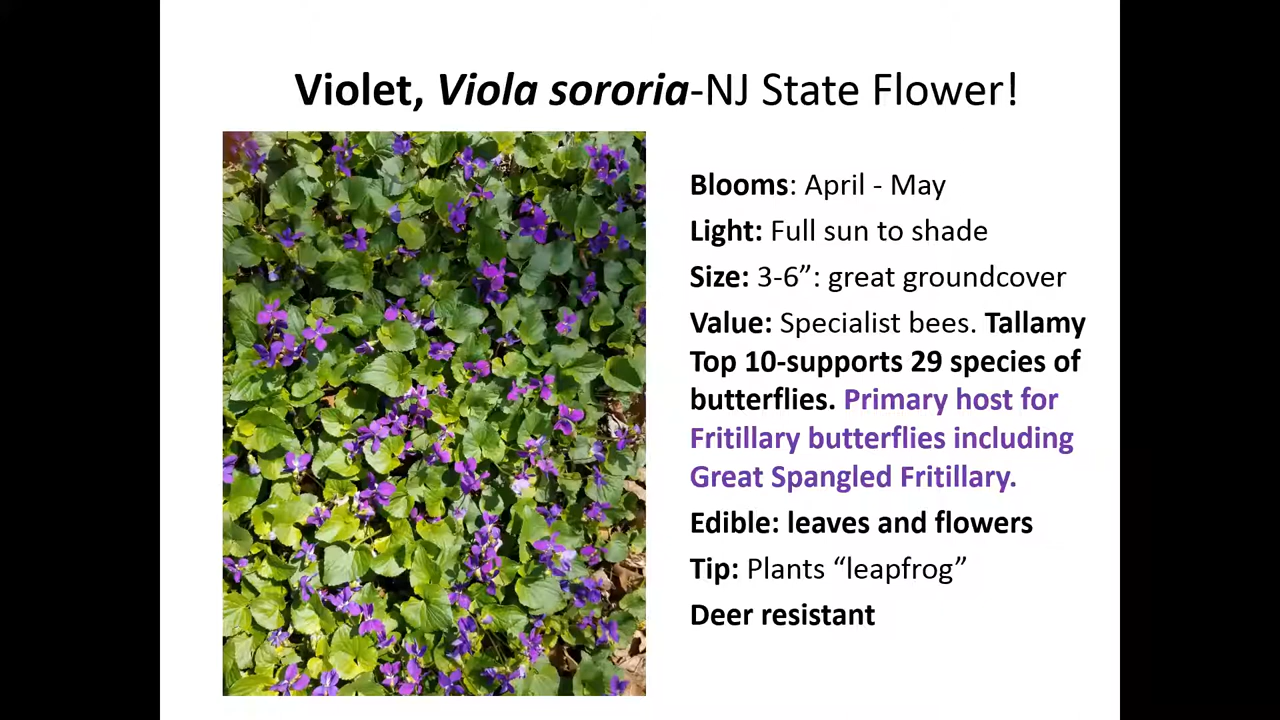 Violet, Viola sororia-NJ State Flower!
Blooms: April - May
Light: Full sun to shade
Size: 3-6”: great groundcover
Value: Specialist bees. Tallamy
Top 10-supports 29 species of
butterflies. Primary host for
Fritillary butterflies including
Great Spangled Fritillary.
Edible: leaves and flowers
Tip: Plants “leapfrog”
Deer resistant